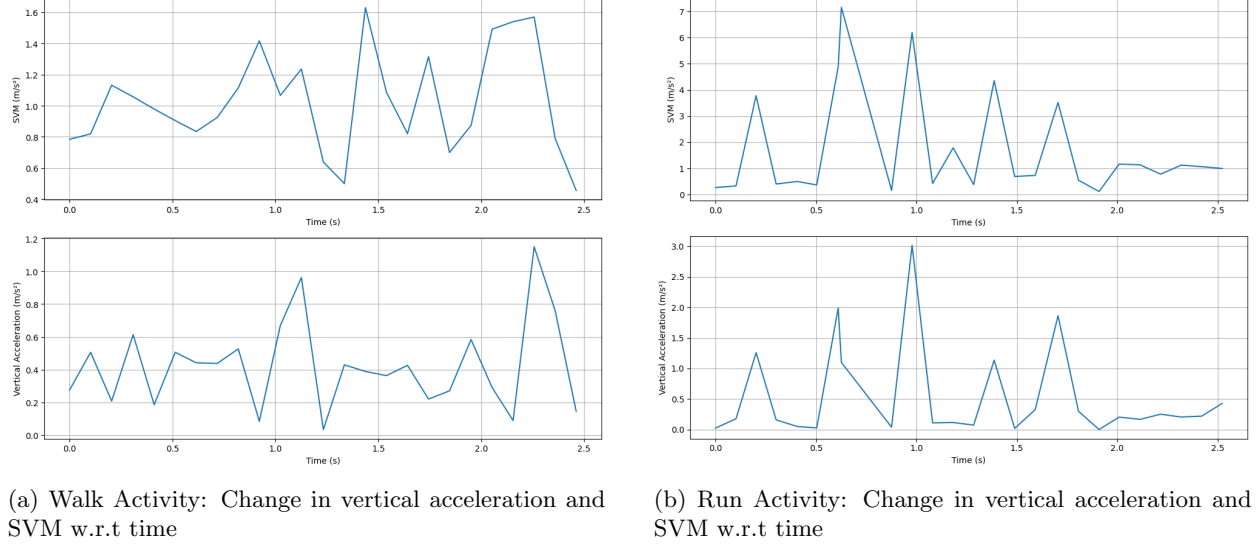 1.6
1.4
1.2
1.0
0.8
0.6
0.4
SVM (m/s²)
0.0 0.5 1.0 1.5 2.0 2.5
Time (s)
1.2
1.0
0.8
0.6
0.4
0.2
0.0
Vertical Acceleration (m/s²)
0.0 0.5 1.0 1.5 2.0 2.5
Time (s)
(a) Walk Activity: Change in vertical acceleration and
SVM w.r.t time
7
6
5
4
3
2
1
0
SVM (m/s²)
0.0 0.5 1.0 1.5 2.0 2.5
Time (s)
3.0
2.5
2.0
1.5
1.0
0.5
0.0
Vertical Acceleration (m/s²)
0.0 0.5 1.0 1.5 2.0 2.5
Time (s)
(b) Run Activity: Change in vertical acceleration and
SVM w.r.t time